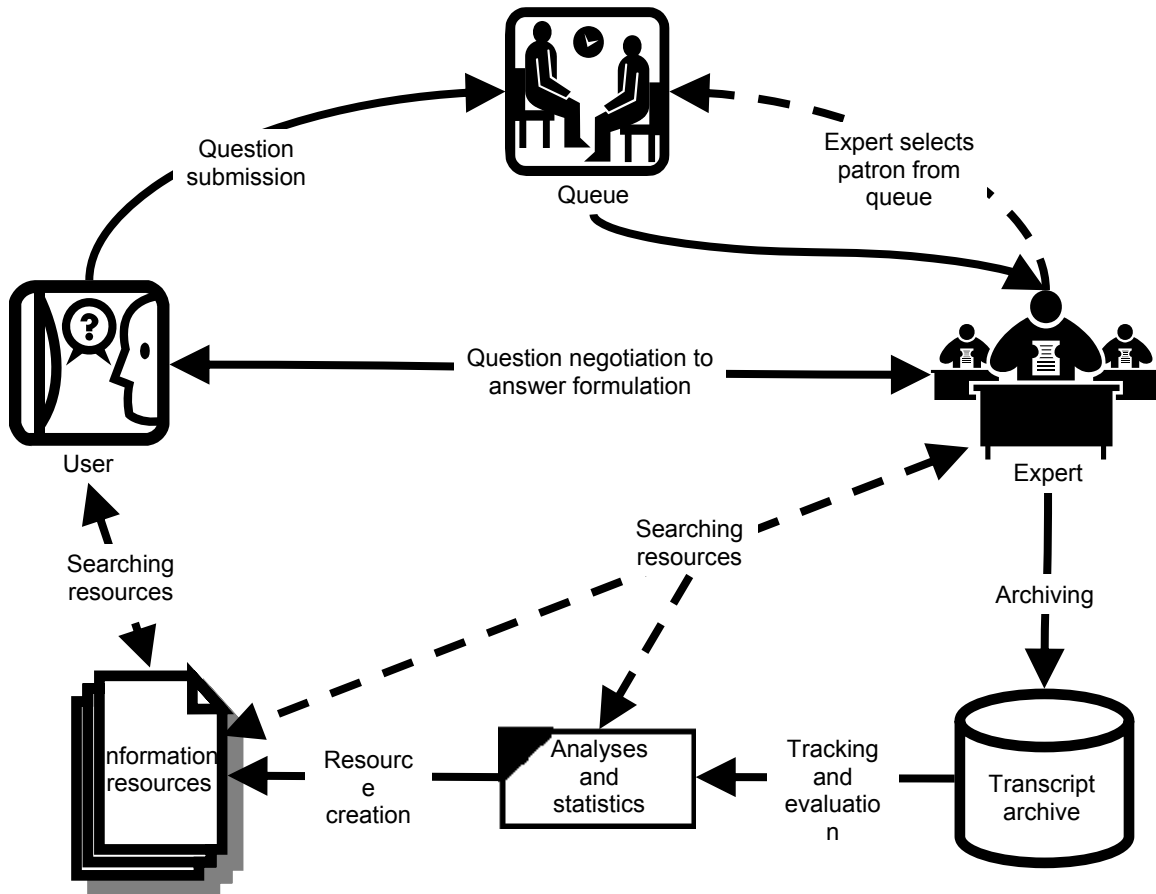 Question
submission
Expert selects
patron from
queue
Queue
?
Question negotiation to
answer formulation
User
Expert
Searching
resources
Searching
resources
Archiving
nformation
resources
Resourc
e
creation
Analyses
and
statistics
Tracking
and
evaluatio
n
Transcript
archive